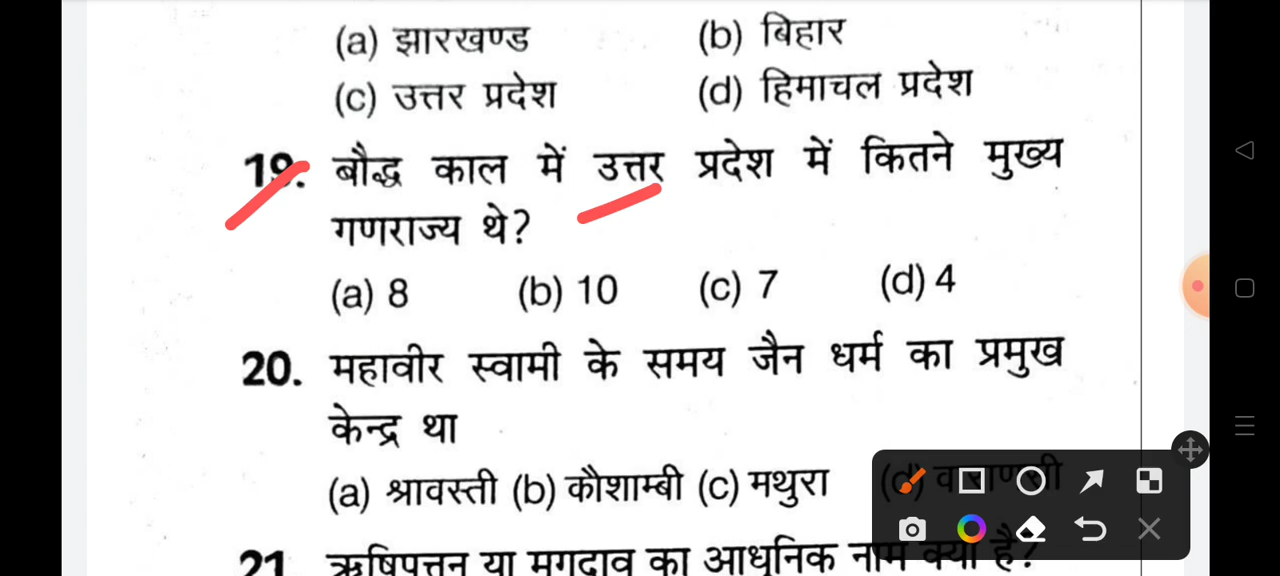 (a) झारखण्ड (b) बिहार
(c) उत्तर प्रदेश (d) हिमाचल प्रदेश
19. बौद्ध काल में उत्तर प्रदेश में कितने मुख्य
गणराज्य थे?
(a) 8 (b) 10 (c) 7 (d) 4
20. महावीर स्वामी के समय जैन धर्म का प्रमुख
केन्द्र था
(a) श्रावस्ती (b) कौशाम्बी (c) मथुरा (d) वाराणसी
21. ऋषिपत्तन या मृगदाव का आधुनिक नाम क्या है?